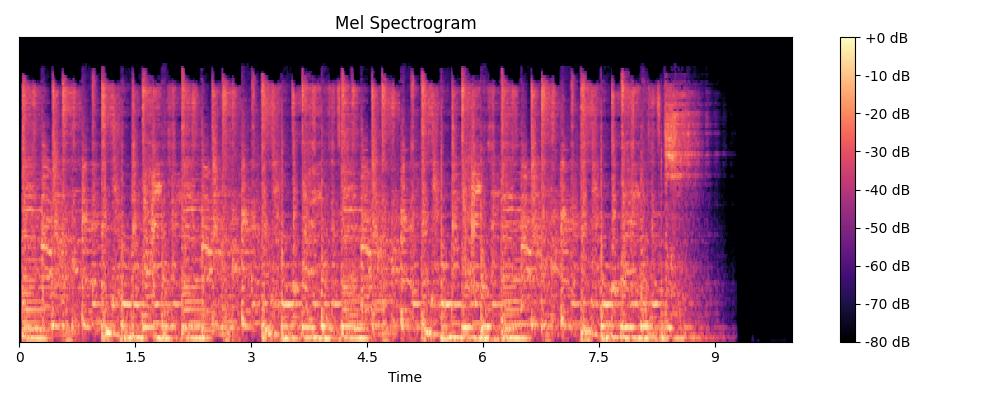 Mel Spectrogram
+0 dB
-10 dB
-20 dB
-30 dB
-40 dB
-50 dB
-60 dB
-70 dB
-80 dB
0 1.5 3 4.5 6 7.5 9
Time